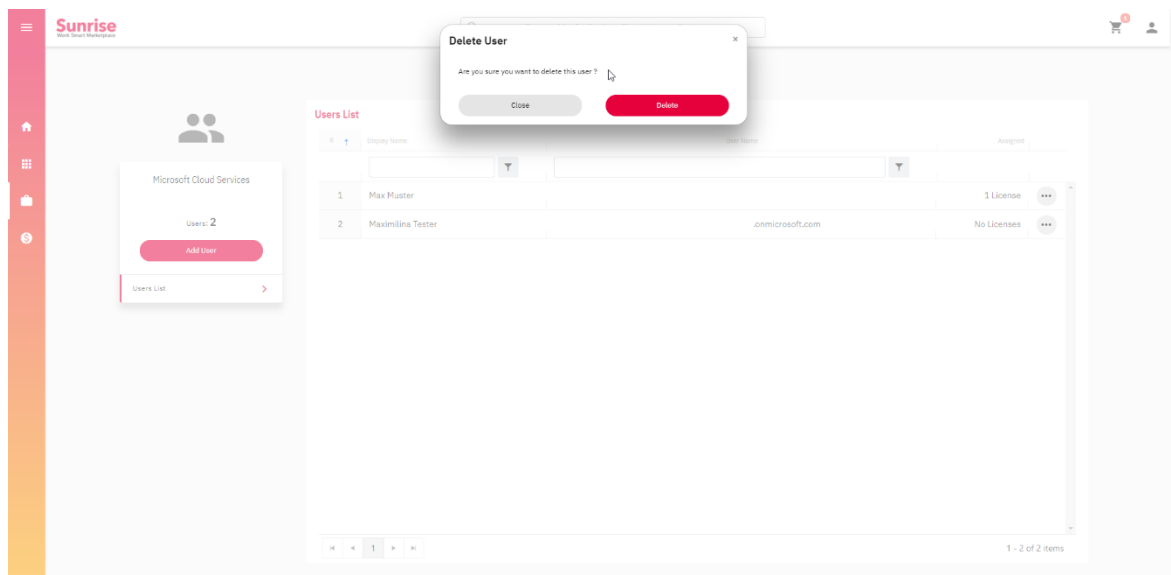 Sunrise
Work Smart Marketplace
Delete User
×
Are you sure you want to delete this user ?
Close
Delete
Users List
Display Name
User Name
Assigned
Microsoft Cloud Services
Users: 2
Add User
Users List
1 Max Muster 1 License
2 Maximilina Tester .onmicrosoft.com No Licenses
1
1 - 2 of 2 items